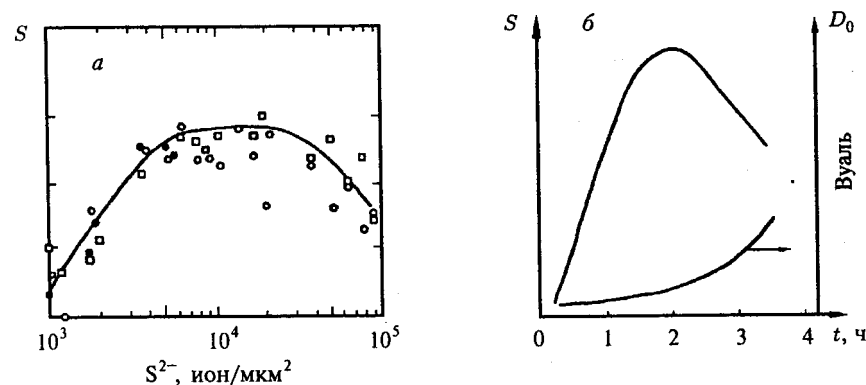 S
а
10³ 10⁴ 10⁵
S²⁻, ион/мкм²
S
б
D₀
Вуаль
0 1 2 3 4 t, ч